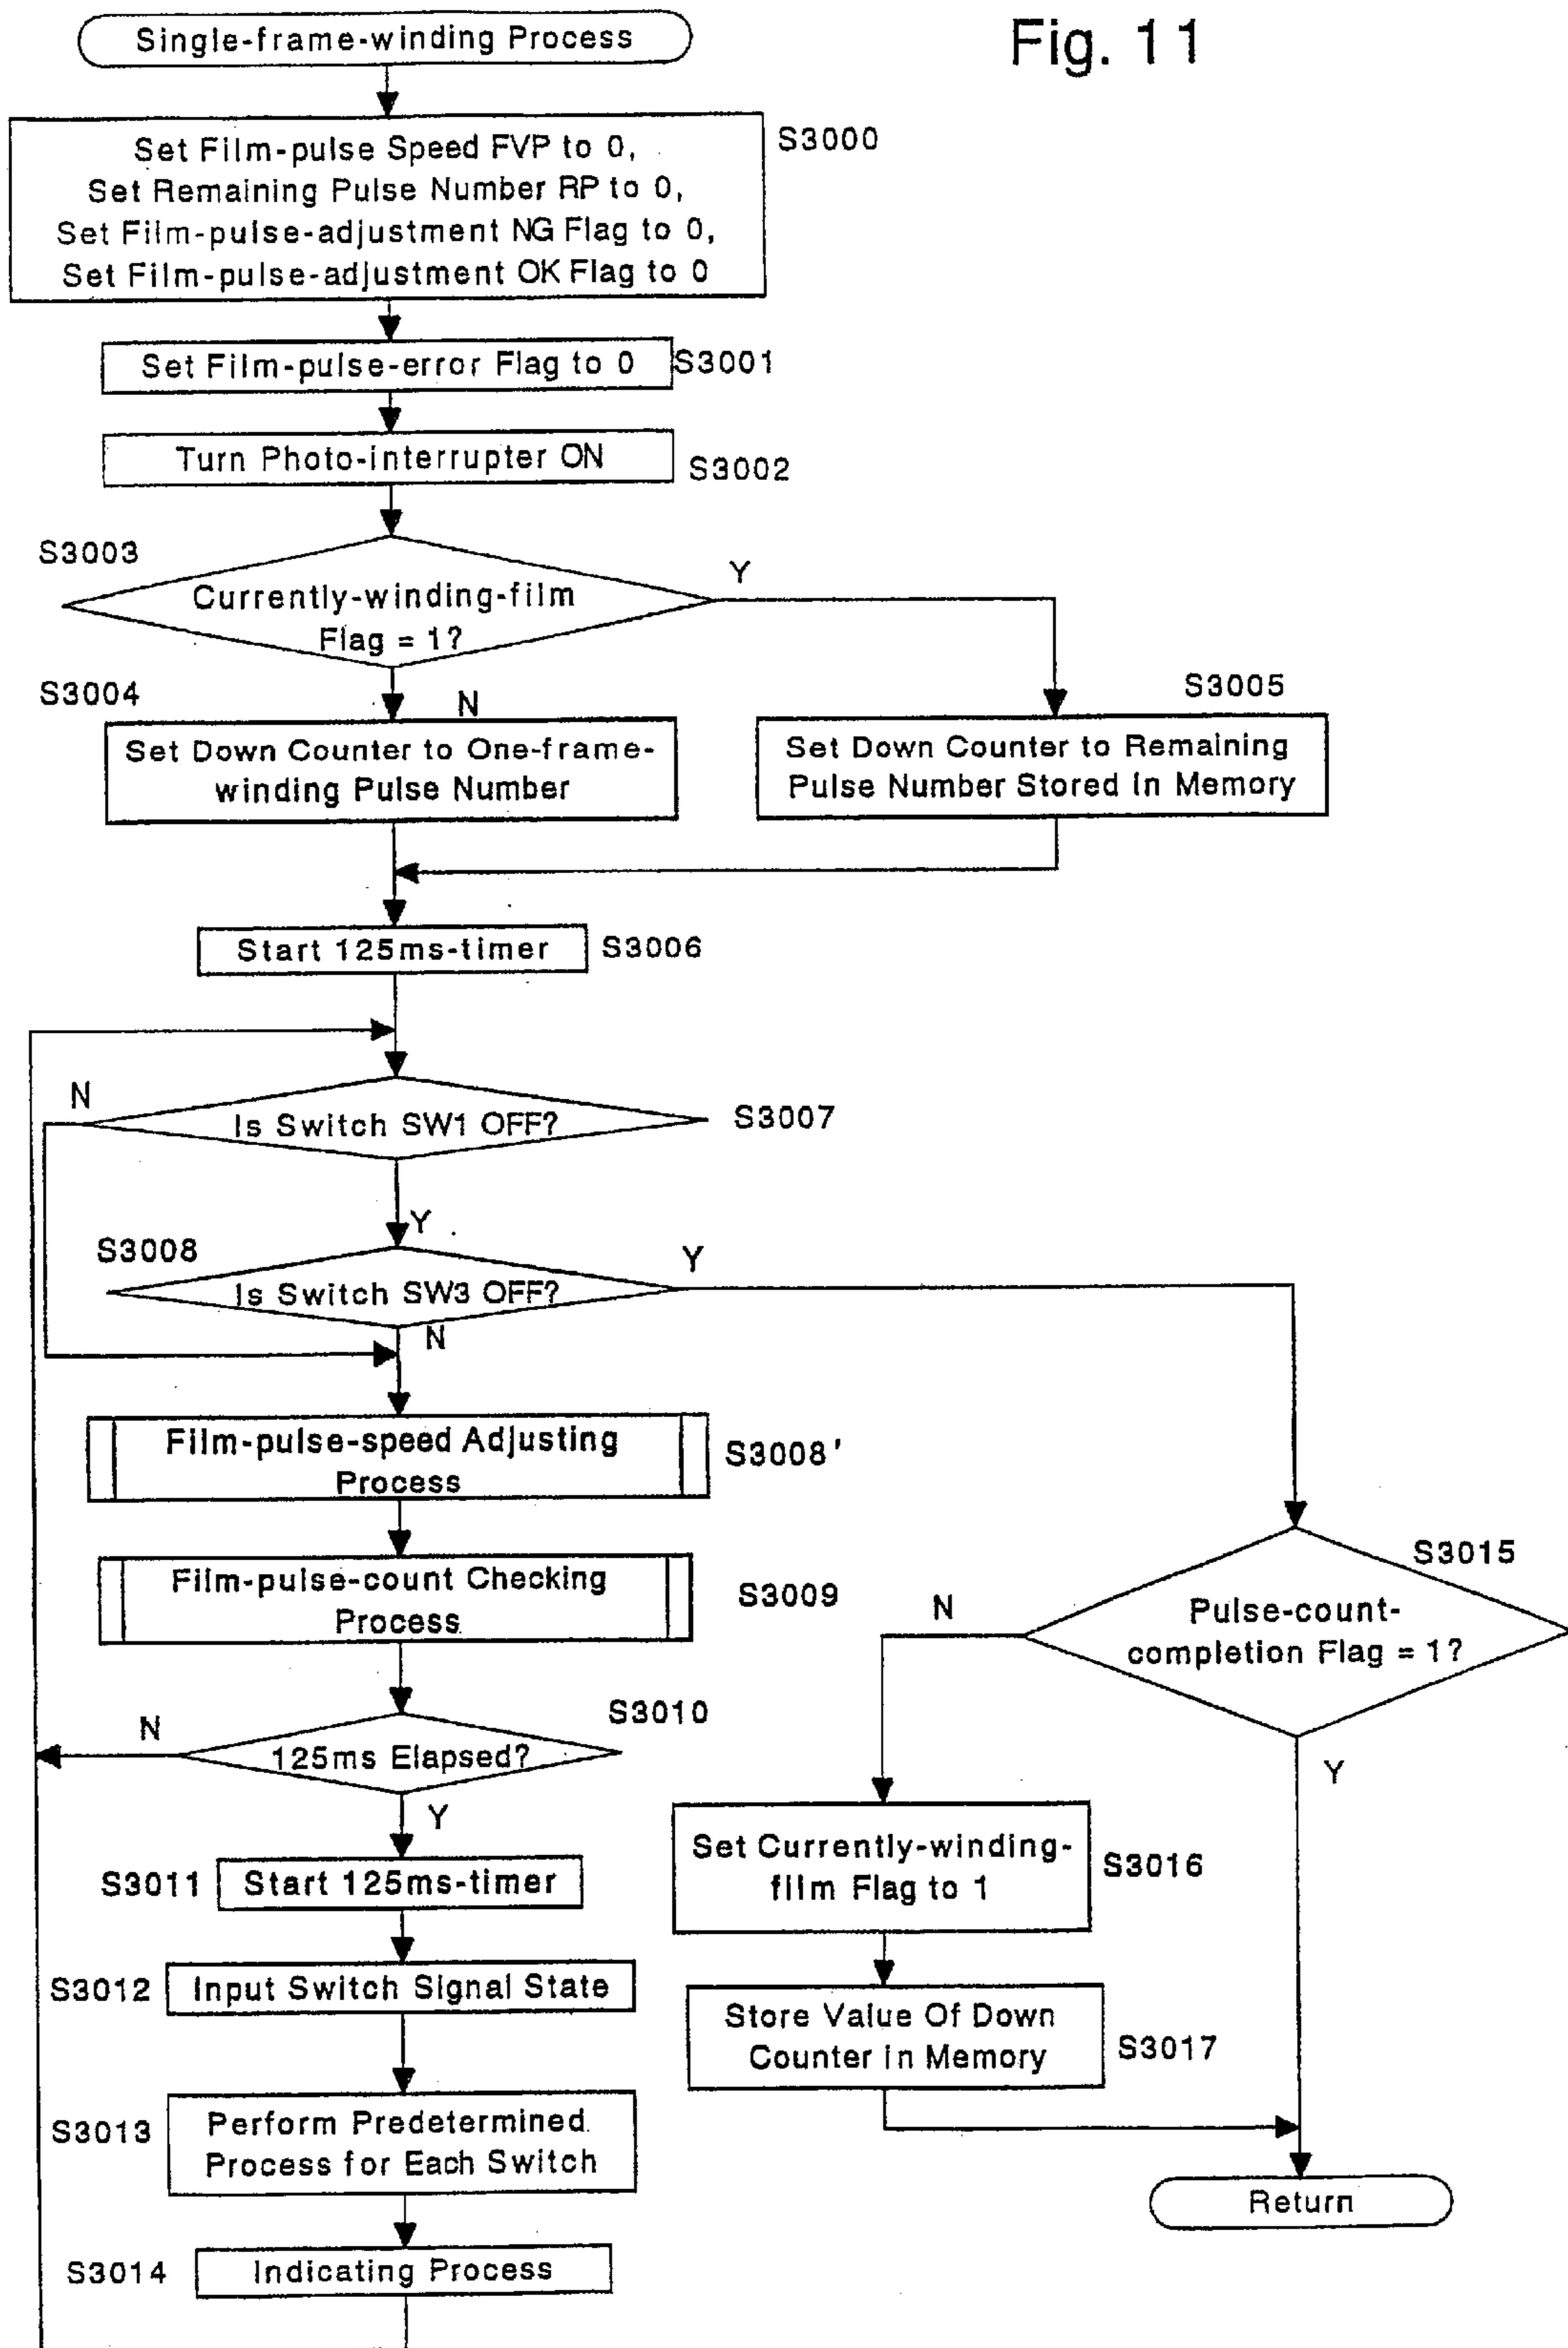 Fig. 11
Single-frame-winding Process
Set Film-pulse Speed FVP to 0,
Set Remaining Pulse Number RP to 0,
Set Film-pulse-adjustment NG Flag to 0,
Set Film-pulse-adjustment OK Flag to 0
S3000
Set Film-pulse-error Flag to 0
S3001
Turn Photo-interrupter ON
S3002
S3003
Currently-winding-film
Flag = 1?
Y
N
S3004
Set Down Counter to One-frame-
winding Pulse Number
S3005
Set Down Counter to Remaining
Pulse Number Stored In Memory
Start 125ms-timer
S3006
N
Is Switch SW1 OFF?
S3007
Y
S3008
Is Switch SW3 OFF?
Y
N
Film-pulse-speed Adjusting
Process
S3008'
Film-pulse-count Checking
Process
S3009
S3010
N
125ms Elapsed?
Y
S3011
Start 125ms-timer
S3012
Input Switch Signal State
S3013
Perform Predetermined
Process for Each Switch
S3014
Indicating Process
S3015
Pulse-count-
completion Flag = 1?
N
Y
Set Currently-winding-
film Flag to 1
S3016
Store Value Of Down
Counter In Memory
S3017
Return